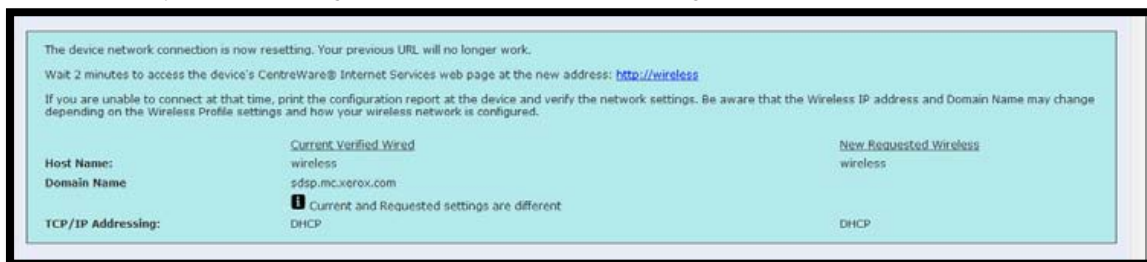 The device network connection is now resetting. Your previous URL will no longer work.
Wait 2 minutes to access the device's CentreWare® Internet Services web page at the new address: http://wireless
If you are unable to connect at that time, print the configuration report at the device and verify the network settings. Be aware that the Wireless IP address and Domain Name may change
depending on the Wireless Profile settings and how your wireless network is configured.
Current Verified Wired New Requested Wireless
Host Name: wireless wireless
Domain Name sdsp.mc.xerox.com
Current and Requested settings are different
TCP/IP Addressing: DHCP DHCP